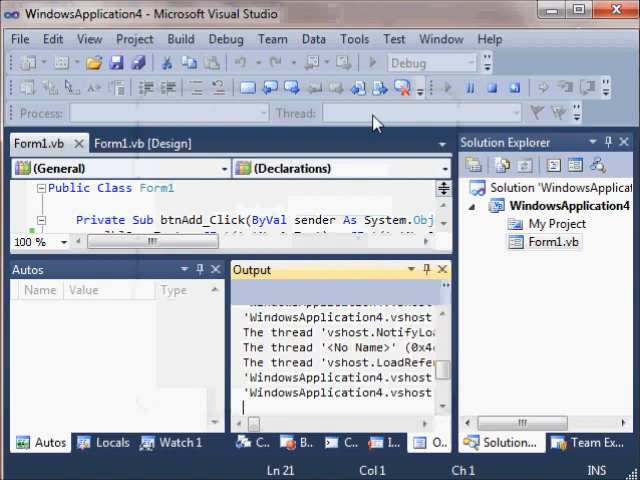 WindowsApplication4 - Microsoft Visual Studio
File Edit View Project Build Debug Team Data Tools Test Window Help
Debug
Process: Thread:
Form1.vb Form1.vb [Design]
(General) (Declarations)
Public Class Form1
Private Sub btnAdd_Click(ByVal sender As System.Obj
100 %
Solution Explorer
Solution 'WindowsApplicat
WindowsApplication4
My Project
Form1.vb
Autos
Name Value Type
Output
'WindowsApplication4.vshost
'WindowsApplication4.vshost
The thread 'vshost.NotifyLoa
The thread '<No Name>' (0x4
The thread 'vshost.LoadRefer
'WindowsApplication4.vshost
'WindowsApplication4.vshost
Autos Locals Watch 1 C... B... C... I... O... Solution... Team Ex...
Ln 21 Col 1 Ch 1 INS